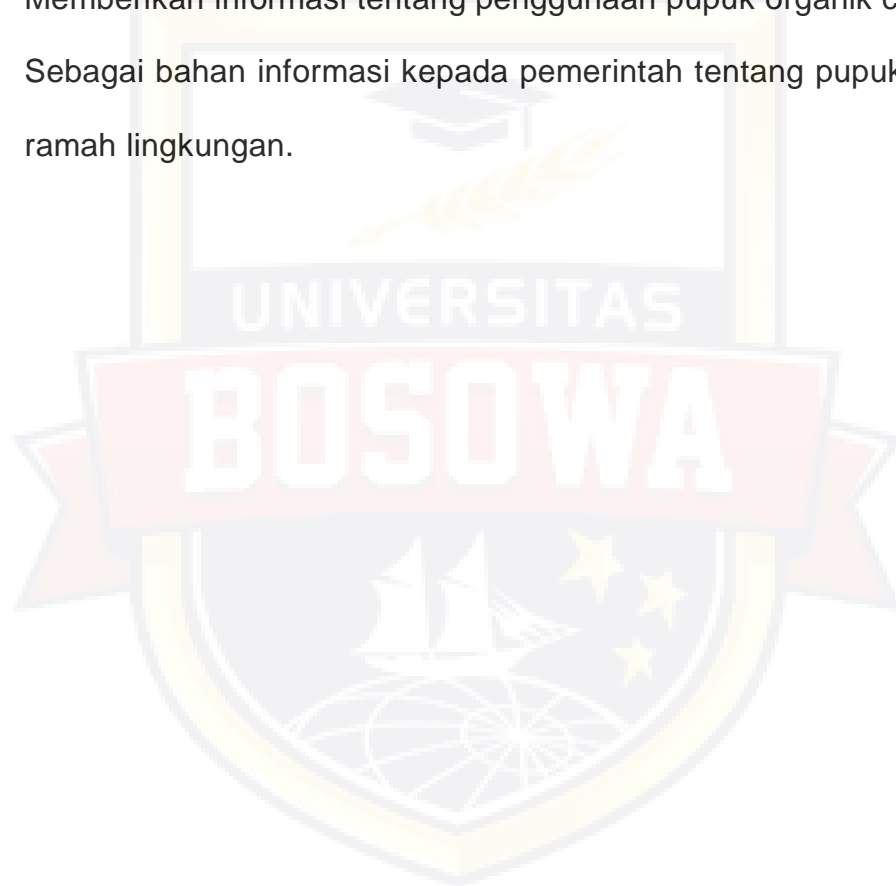 Memberikan informasi tentang penggunaan pupuk organik
Sebagai bahan informasi kepada pemerintah tentang pupuk
ramah lingkungan.
UNIVERSITAS
BOSOWA